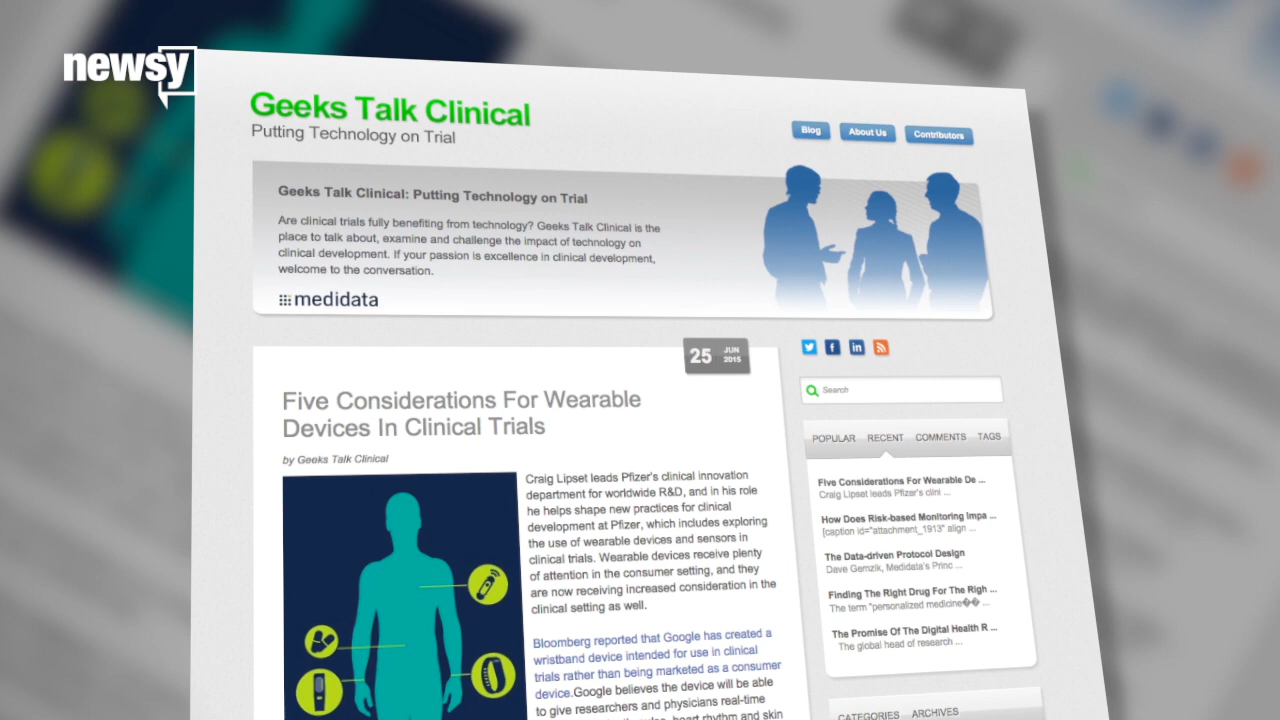 newsy
Geeks Talk Clinical
Putting Technology on Trial
Blog
About Us
Contributors
Geeks Talk Clinical: Putting Technology on Trial
Are clinical trials fully benefiting from technology? Geeks Talk Clinical is the
place to talk about, examine and challenge the impact of technology on
clinical development. If your passion is excellence in clinical development,
welcome to the conversation.
medidata
25 JUN 2015
Five Considerations For Wearable
Devices In Clinical Trials
by Geeks Talk Clinical
Craig Lipset leads Pfizer's clinical innovation
department for worldwide R&D, and in his role
he helps shape new practices for clinical
development at Pfizer, which includes exploring
the use of wearable devices and sensors in
clinical trials. Wearable devices receive plenty
of attention in the consumer setting, and they
are now receiving increased consideration in the
clinical setting as well.
Bloomberg reported that Google has created a
wristband device intended for use in clinical
trials rather than being marketed as a consumer
device.Google believes the device will be able
to give researchers and physicians real-time
heart rhythm and skin
Search
POPULAR RECENT COMMENTS TAGS
Five Considerations For Wearable De ...
Craig Lipset leads Pfizer's clini ...
How Does Risk-based Monitoring Impa ...
[caption id="attachment_1913" align ...
The Data-driven Protocol Design
Dave Gemzik, Medidata's Princ ...
Finding The Right Drug For The Righ ...
The term "personalized medicine�� ...
The Promise Of The Digital Health R ...
The global head of research ...
CATEGORIES ARCHIVES